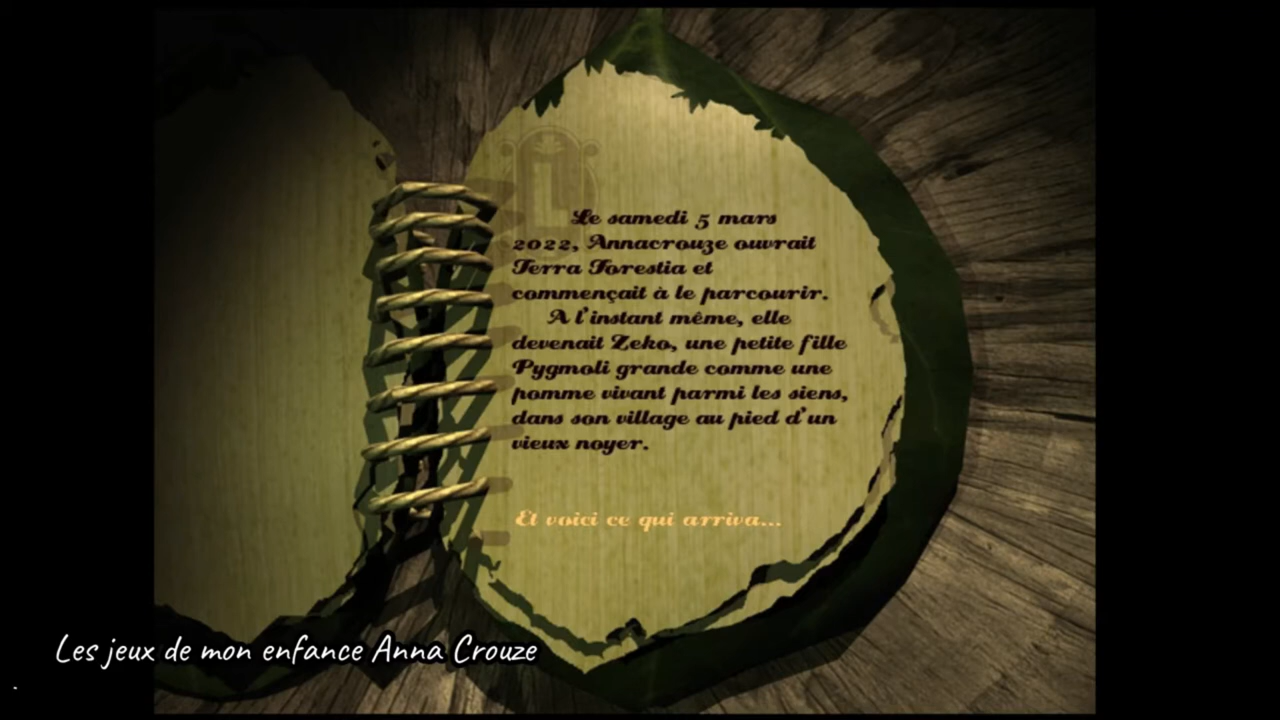 Le samedi 5 mars
2022, Annacrouze ouvrait
Terra Forestia et
commençait à le parcourir.
A l'instant même, elle
devenait Zeko, une petite fille
Pygmoli grande comme une
pomme vivant parmi les siens,
dans son village au pied d'un
vieux noyer.
Et voici ce qui arriva...
Les jeux de mon enfance Anna Crouze